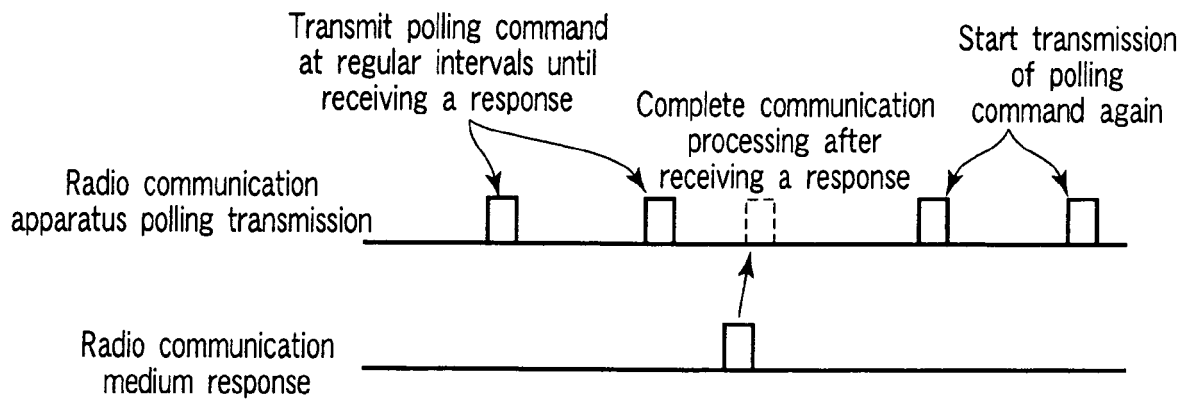 Transmit polling command
at regular intervals until
receiving a response
Complete communication
processing after
receiving a response
Start transmission
of polling
command again
Radio communication
apparatus polling transmission
Radio communication
medium response